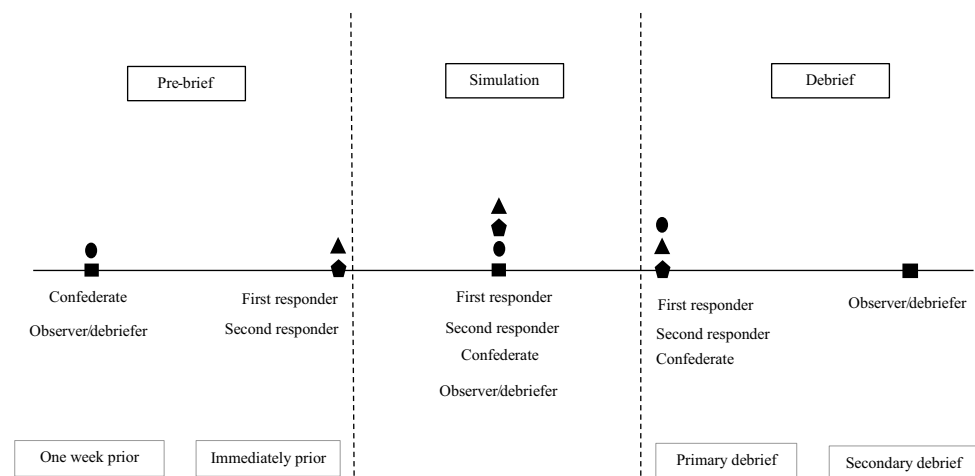 Pre-brief
Simulation
Debrief
Confederate
Observer/debriefer
First responder
Second responder
First responder
Second responder
Confederate
Observer/debriefer
First responder
Second responder
Confederate
Observer/debriefer
One week prior
Immediately prior
Primary debrief
Secondary debrief